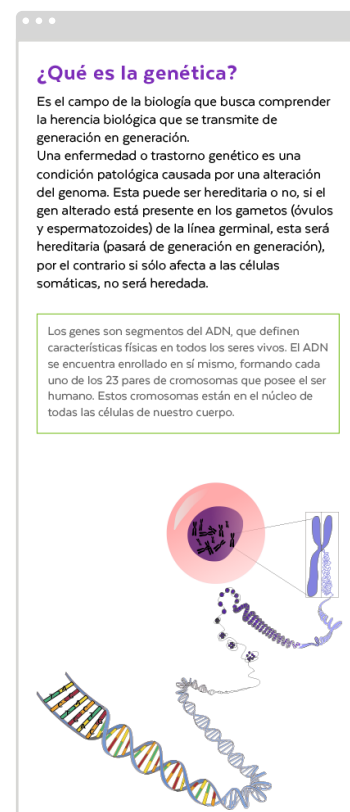 ¿Qué es la genética?
Es el campo de la biología que busca comprender
la herencia biológica que se transmite de
generación en generación.
Una enfermedad o trastorno genético es una
condición patológica causada por una alteración
del genoma. Esta puede ser hereditaria o no, si el
gen alterado está presente en los gametos (óvulos
y espermatozoides) de la línea germinal, esta será
hereditaria (pasará de generación en generación),
por el contrario si sólo afecta a las células
somáticas, no será heredada.
Los genes son segmentos del ADN, que definen
características físicas en todos los seres vivos. El ADN
se encuentra enrollado en sí mismo, formando cada
uno de los 23 pares de cromosomas que posee el ser
humano. Estos cromosomas están en el núcleo de
todas las células de nuestro cuerpo.